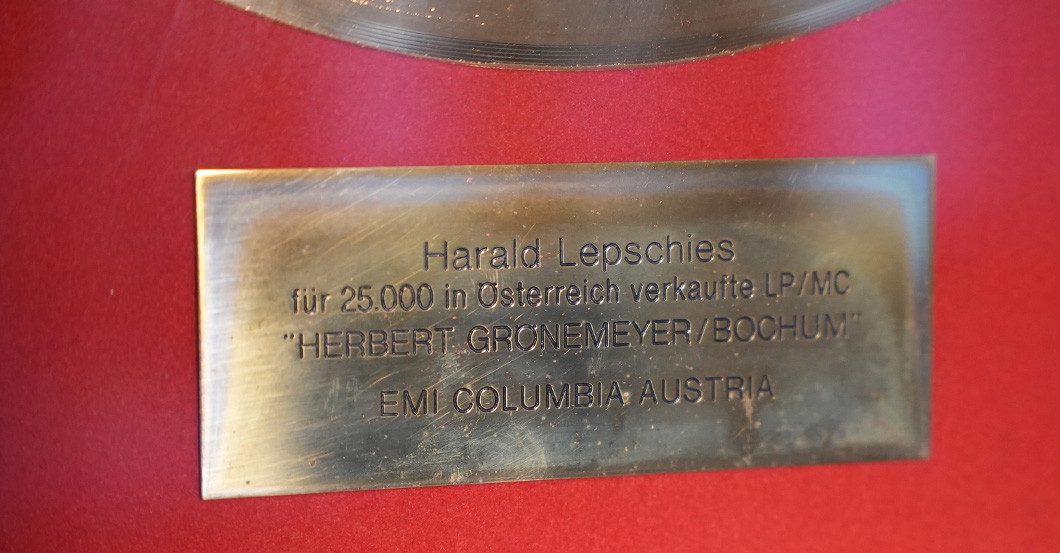 Harald Lepschies
für 25.000 in Österreich verkaufte LP/MC
"HERBERT GRÖNEMEYER/BOCHUM"
EMI COLUMBIA AUSTRIA